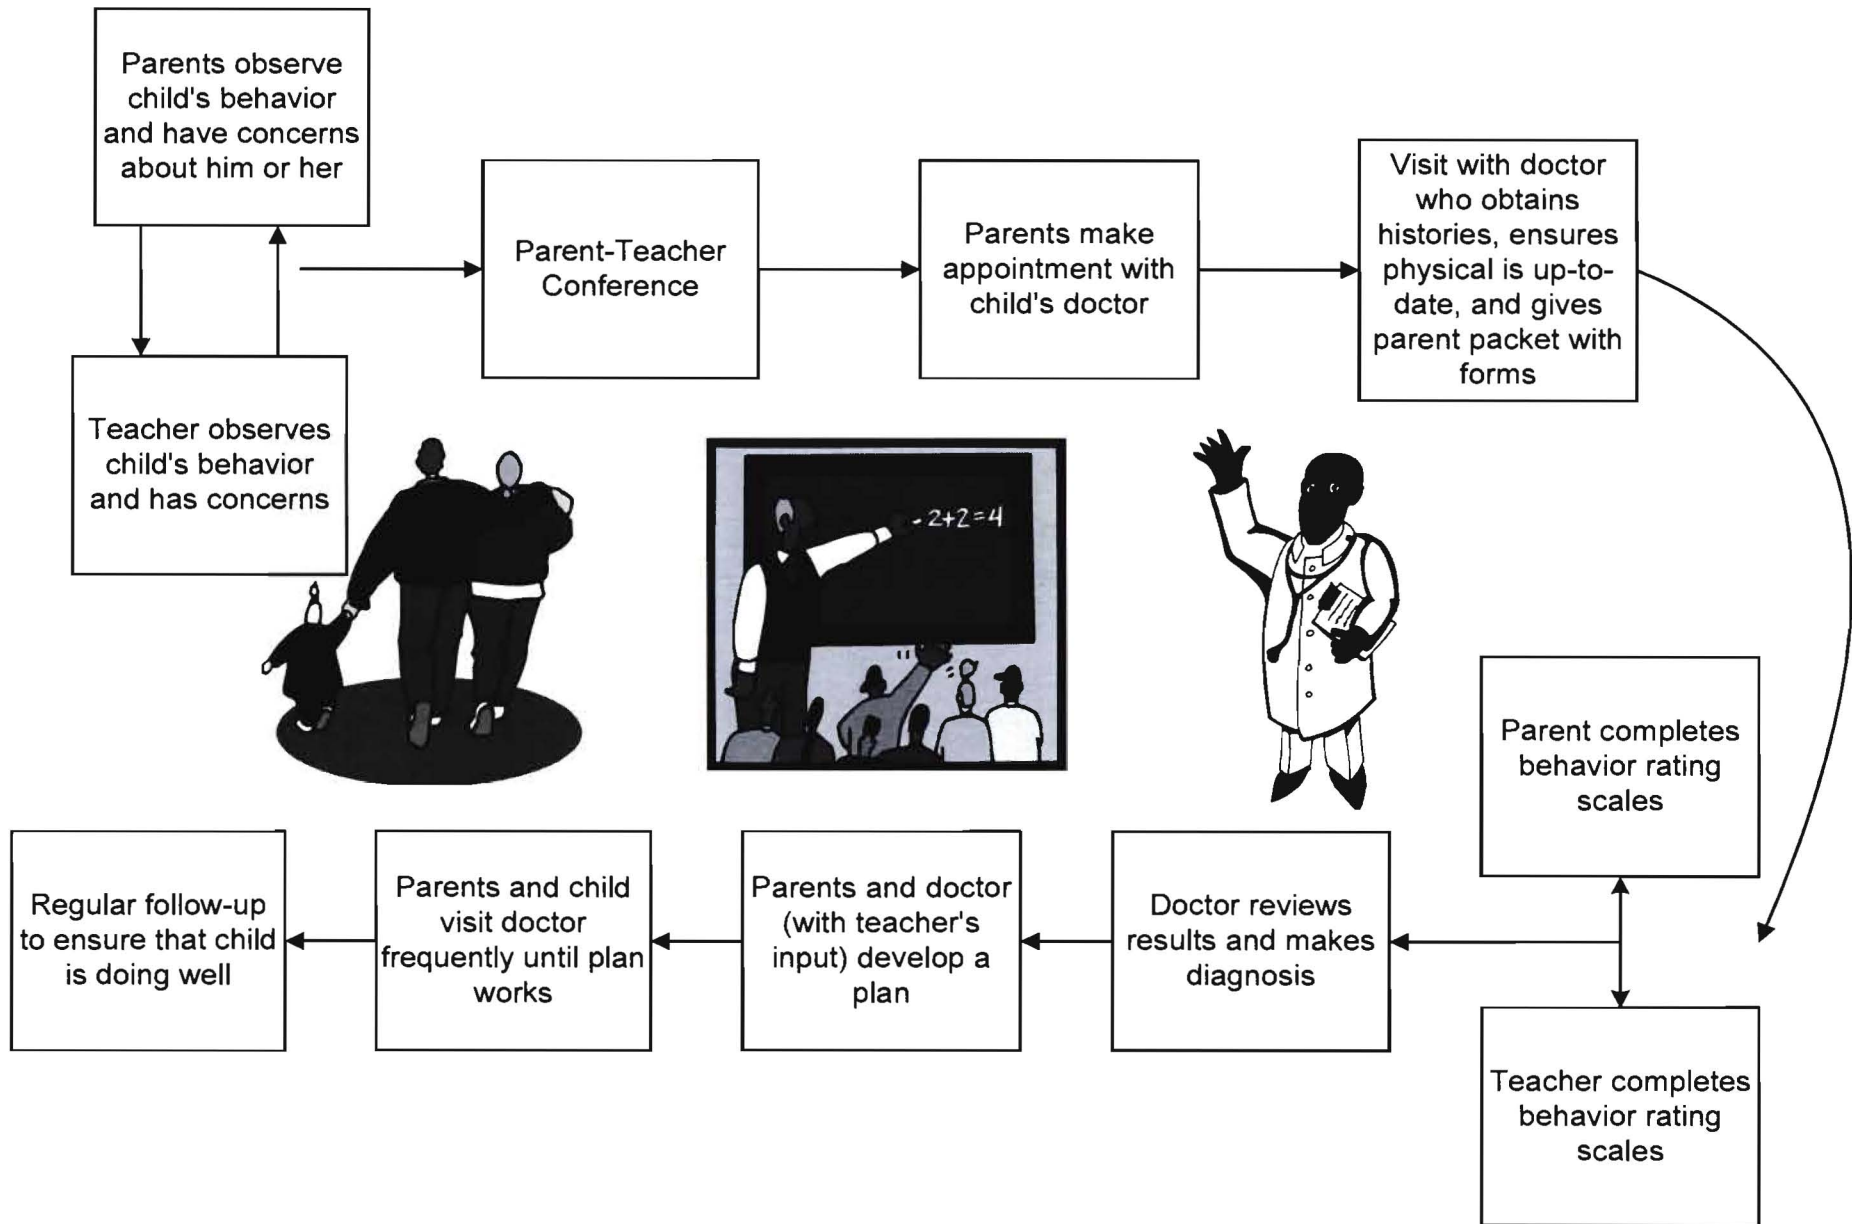 Parents observe
child's behavior
and have concerns
about him or her
Teacher observes
child's behavior
and has concerns
Parent-Teacher
Conference
Parents make
appointment with
child's doctor
Visit with doctor
who obtains
histories, ensures
physical is up-to-
date, and gives
parent packet with
forms
2+2=4
Parent completes
behavior rating
scales
Teacher completes
behavior rating
scales
Doctor reviews
results and makes
diagnosis
Parents and doctor
(with teacher's
input) develop a
plan
Parents and child
visit doctor
frequently until plan
works
Regular follow-up
to ensure that child
is doing well